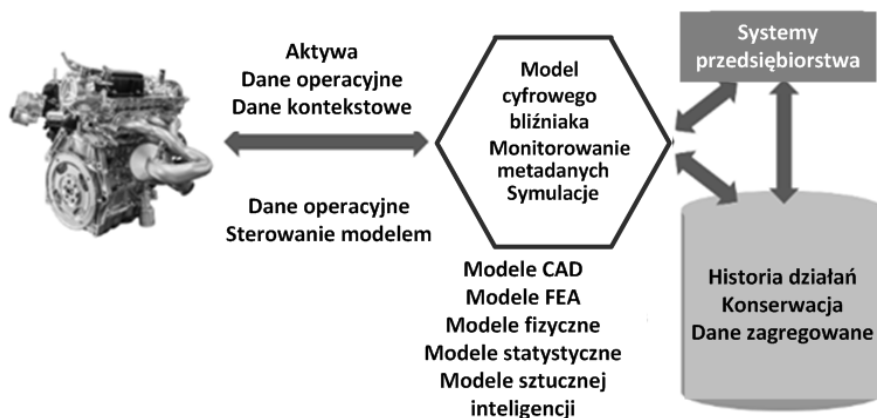 Aktywa
Dane operacyjne
Dane kontekstowe
Dane operacyjne
Sterowanie modelem
Model
cyfrowego
bliźniaka
Monitorowanie
metadanych
Symulacje
Modele CAD
Modele FEA
Modele fizyczne
Modele statystyczne
Modele sztucznej
inteligencji
Systemy
przedsiębiorstwa
Historia działań
Konserwacja
Dane zagregowane